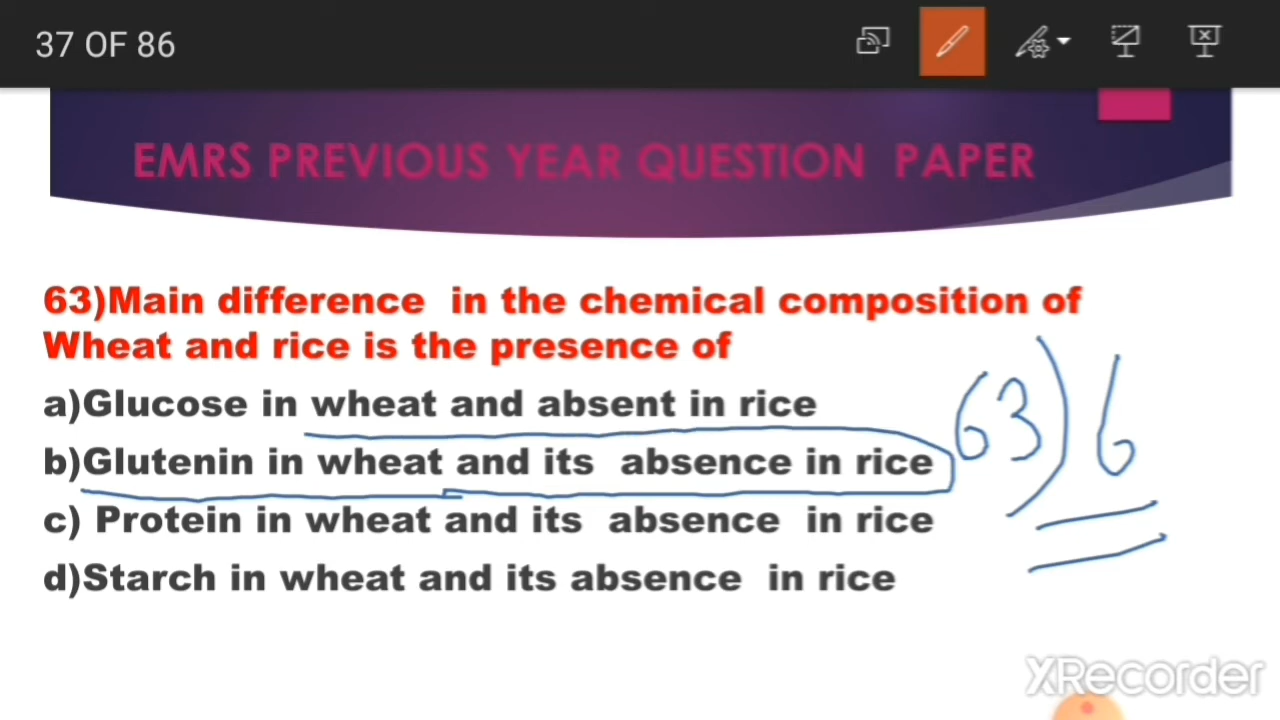 37 OF 86
EMRS PREVIOUS YEAR QUESTION PAPER
63)Main difference in the chemical composition of
Wheat and rice is the presence of
a)Glucose in wheat and absent in rice
b)Glutenin in wheat and its absence in rice
c) Protein in wheat and its absence in rice
d)Starch in wheat and its absence in rice
63) 6
XRecorder